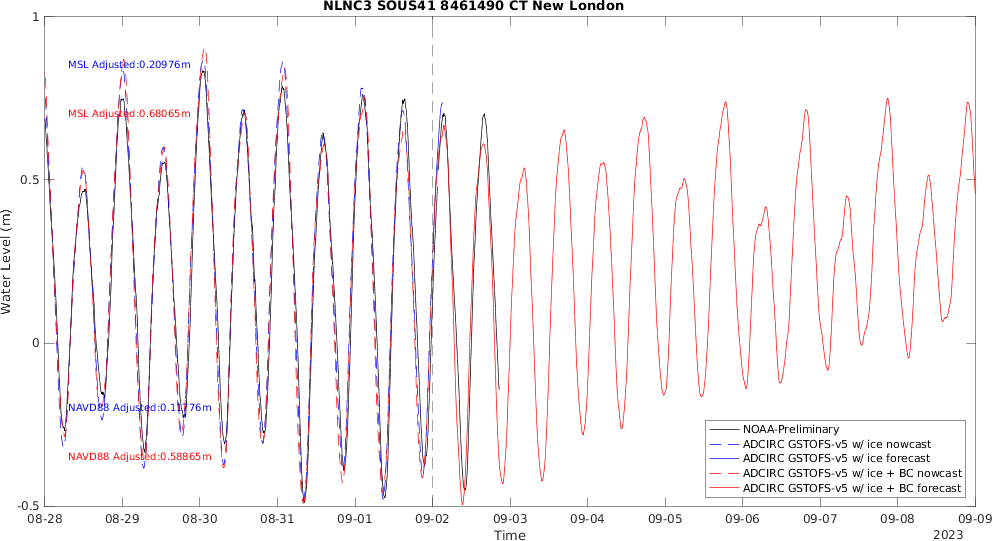 NLNC3 SOUS41 8461490 CT New London
1
0.5
0
-0.5
Water Level (m)
MSL Adjusted:0.20976m
MSL Adjusted:0.68065m
NAVD88 Adjusted:0.11776m
NAVD88 Adjusted:0.58865m
NOAA-Preliminary
ADCIRC GSTOFS-v5 w/ ice nowcast
ADCIRC GSTOFS-v5 w/ ice forecast
ADCIRC GSTOFS-v5 w/ ice + BC nowcast
ADCIRC GSTOFS-v5 w/ ice + BC forecast
08-28 08-29 08-30 08-31 09-01 09-02 09-03 09-04 09-05 09-06 09-07 09-08 09-09
Time
2023